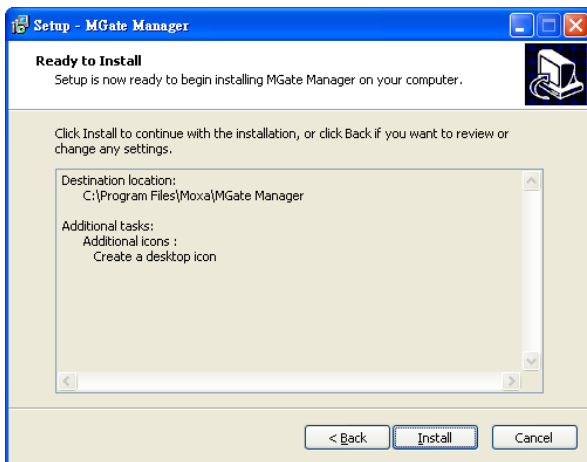 Setup - MGate Manager
Ready to Install
Setup is now ready to begin installing MGate Manager on your computer.
Click Install to continue with the installation, or click Back if you want to review or
change any settings.
Destination location:
C:\Program Files\Moxa\MGate Manager
Additional tasks:
Additional icons :
Create a desktop icon
< Back
Install
Cancel